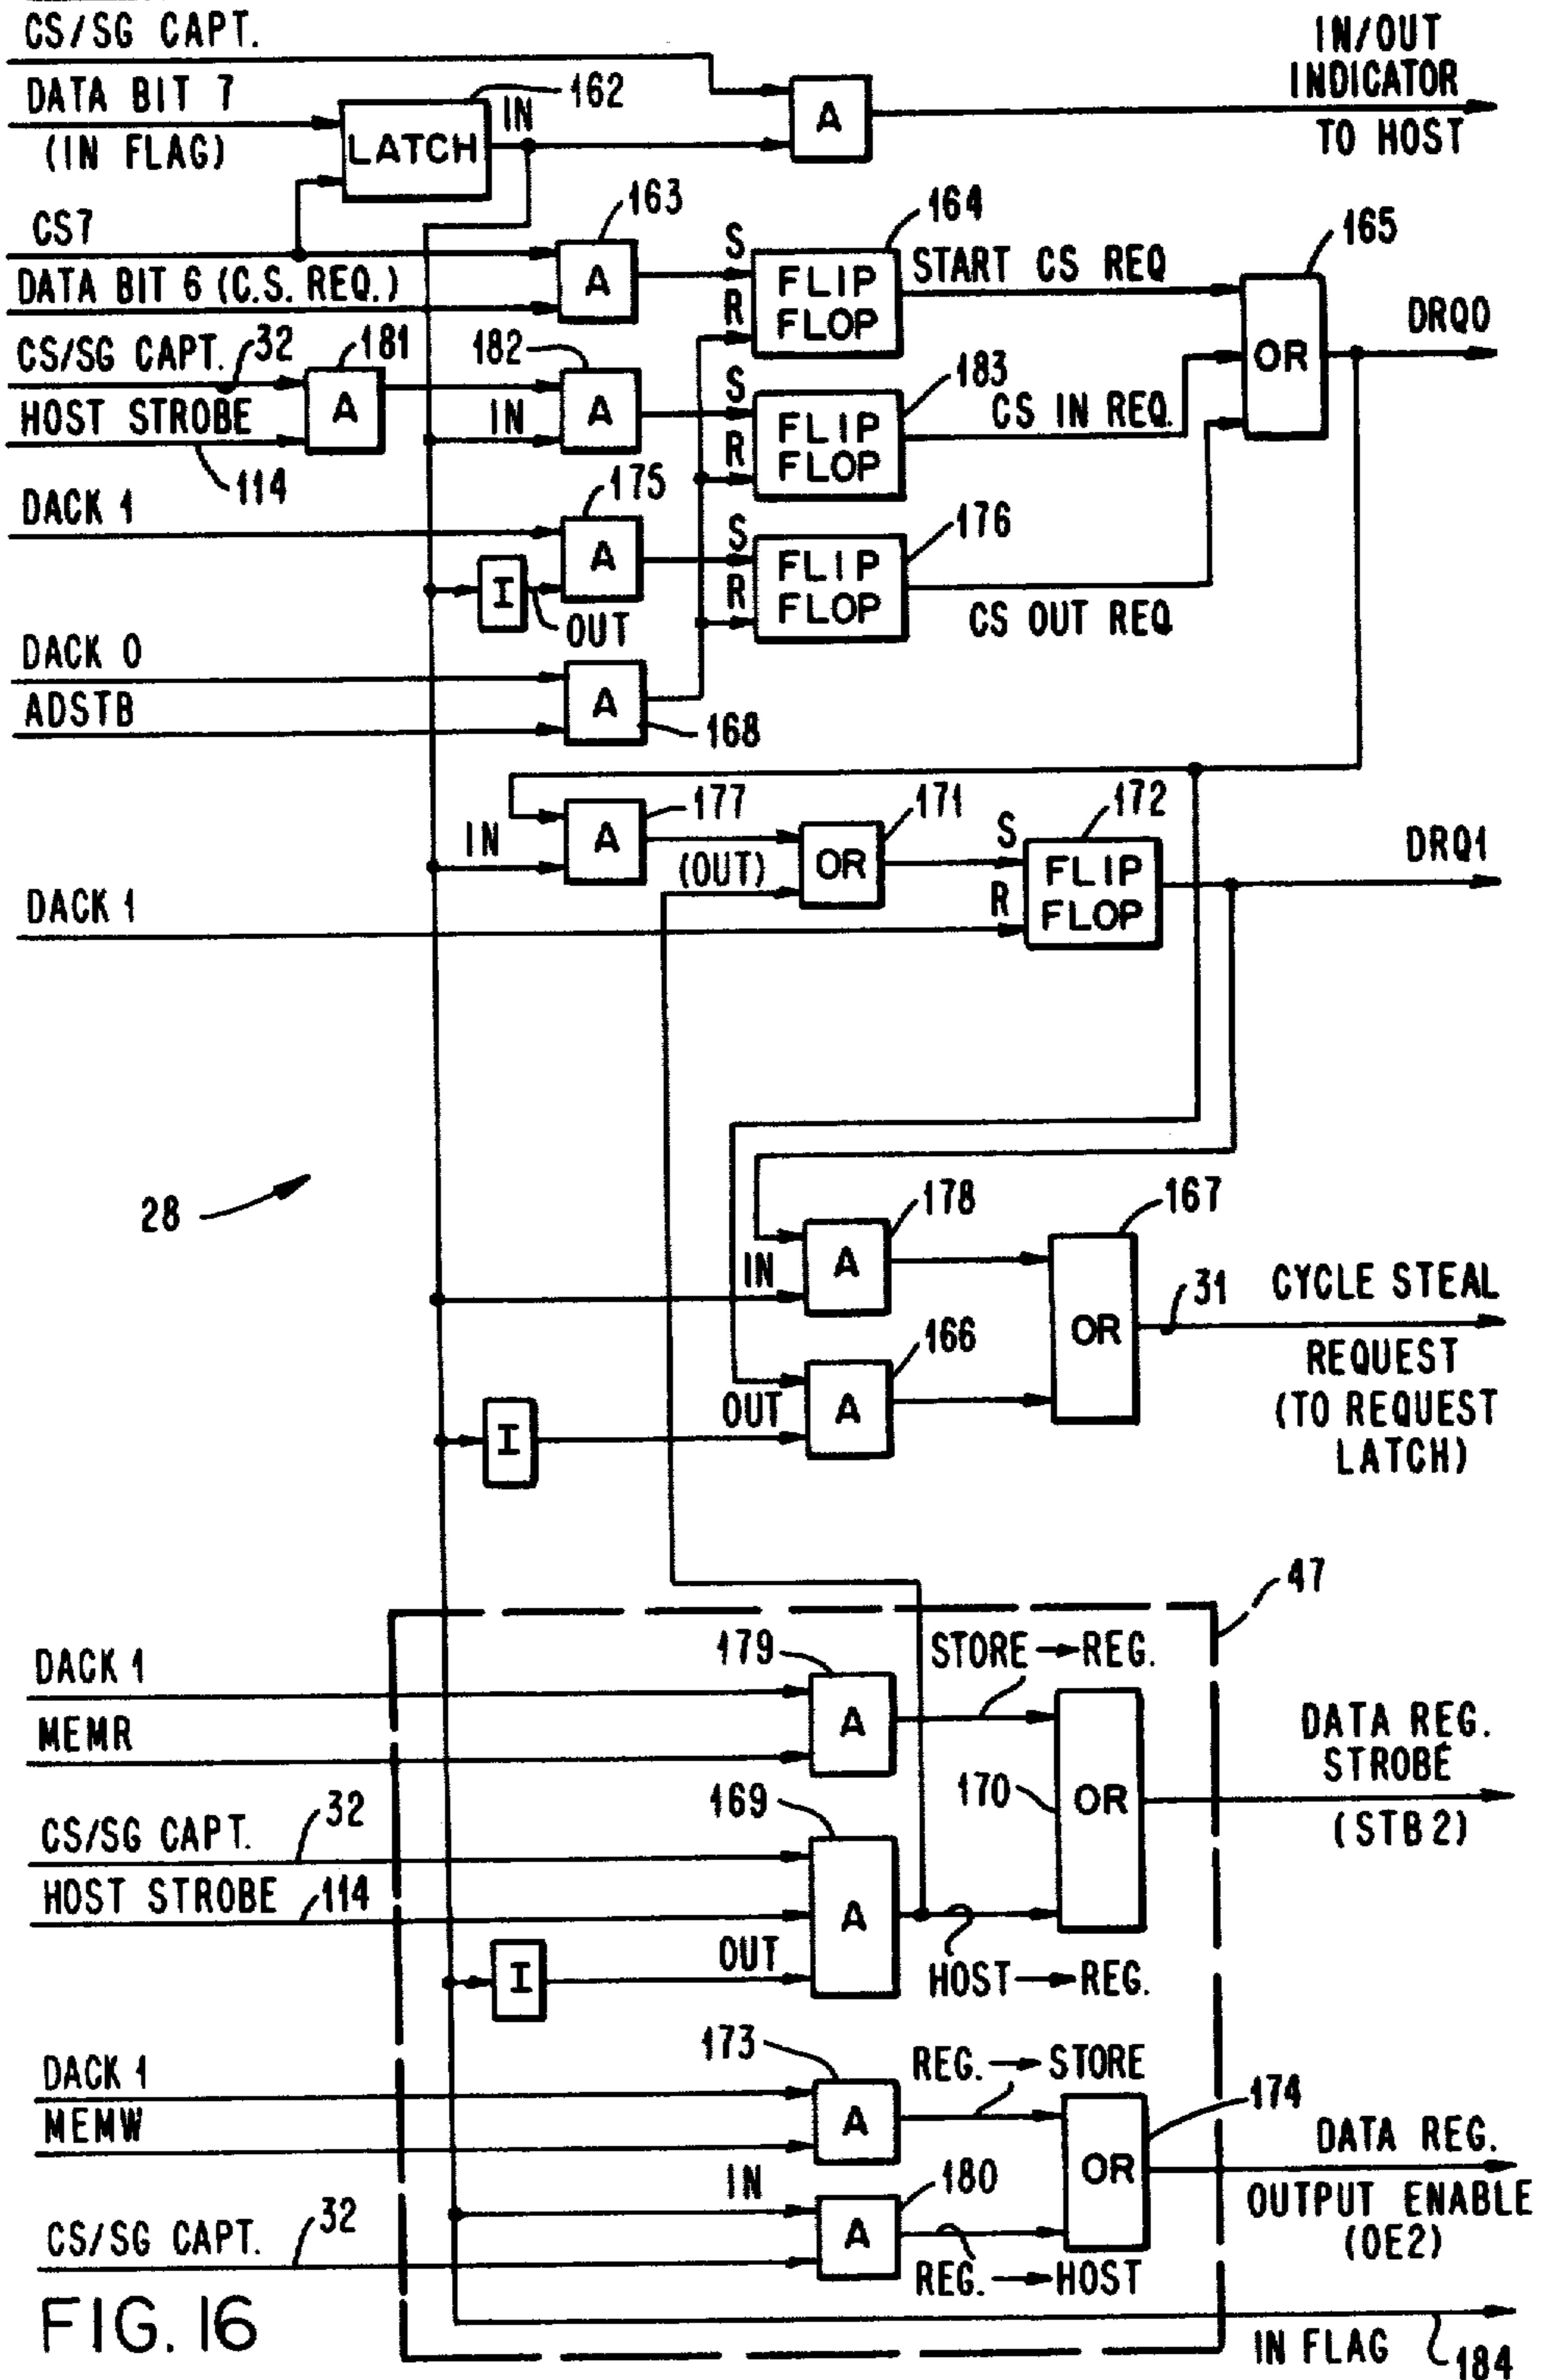 CS/SG CAPT.
IN/OUT
INDICATOR
TO HOST
DATA BIT 7
(IN FLAG)
162
LATCH
IN
A
CS7
DATA BIT 6 (C.S. REQ.)
163
A
S
R
164
FLIP
FLOP
START CS REQ
165
OR
DRQ0
CS/SG CAPT.
32
181
HOST STROBE
114
A
182
IN
A
S
R
183
FLIP
FLOP
CS IN REQ.
DACK 1
175
A
I
OUT
S
R
176
FLIP
FLOP
CS OUT REQ
DACK 0
ADSTB
A
168
177
IN
A
(OUT)
171
OR
S
R
172
FLIP
FLOP
DRQ1
DACK 1
28
178
IN
A
167
OR
31
CYCLE STEAL
REQUEST
(TO REQUEST
LATCH)
166
OUT
A
I
47
DACK 1
MEMR
179
A
STORE→REG.
170
OR
DATA REG.
STROBE
(STB2)
CS/SG CAPT.
32
HOST STROBE
114
169
A
I
OUT
HOST→REG.
DACK 1
MEMW
173
A
REG.→STORE
174
OR
DATA REG.
OUTPUT ENABLE
(OE2)
IN
180
A
CS/SG CAPT.
32
REG.→HOST
FIG. 16
IN FLAG
184